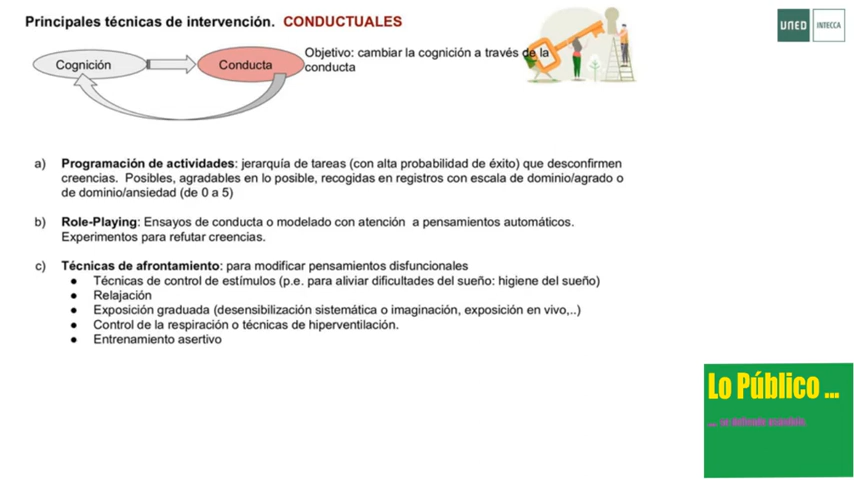 Principales técnicas de intervención. CONDUCTUALES
UNED
INTECCA
Cognición
Conducta
Objetivo: cambiar la cognición a través de la
conducta
a) Programación de actividades: jerarquía de tareas (con alta probabilidad de éxito) que desconfirmen
creencias. Posibles, agradables en lo posible, recogidas en registros con escala de dominio/agrado o
de dominio/ansiedad (de 0 a 5)
b) Role-Playing: Ensayos de conducta o modelado con atención a pensamientos automáticos.
Experimentos para refutar creencias.
c) Técnicas de afrontamiento: para modificar pensamientos disfuncionales
● Técnicas de control de estímulos (p.e. para aliviar dificultades del sueño: higiene del sueño)
● Relajación
● Exposición graduada (desensibilización sistemática o imaginación, exposición en vivo,..)
● Control de la respiración o técnicas de hiperventilación.
● Entrenamiento asertivo
Lo Público ...
.... se defiende